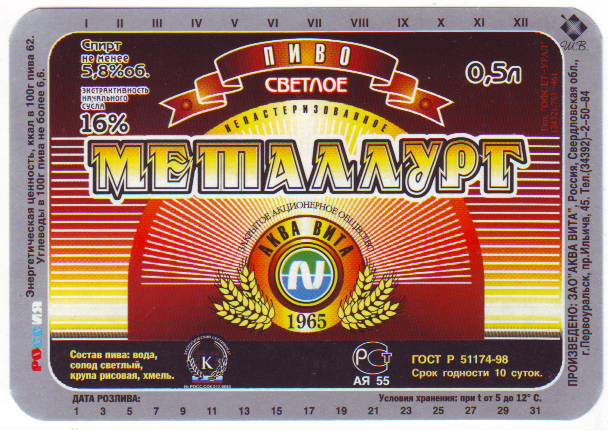 I II III IV V VI VII VIII IX X XI XII
Ш.В.
Спирт
не менее
5,8%об.
ЭКСТРАКТИВНОСТЬ
НАЧАЛЬНОГО
СУСЛА
16%
ПИВО
СВЕТЛОЕ
0,5л
НЕПАСТЕРИЗОВАННОЕ
МЕТАЛЛУРГ
ЗАКРЫТОЕ АКЦИОНЕРНОЕ ОБЩЕСТВО
АКВА ВИТА
1965
Энергетическая ценность, ккал в 100г пива 62.
Углеводы в 100г пива не более 6,6.
РОССИЯ
ПРОИЗВЕДЕНО: ЗАО"АКВА ВИТА", Россия, Свердловская обл.,
г.Первоуральск, пр.Ильича, 45. Тел.(34392)-2-50-84
Состав пива: вода,
солод светлый,
крупа рисовая, хмель.
К
РСТ
АЯ 55
ГОСТ Р 51174-98
Срок годности 10 суток.
ДАТА РОЗЛИВА:
Условия хранения: при t от 5 до 12° С.
1 3 5 7 9 11 13 15 17 19 21 23 25 27 29 31